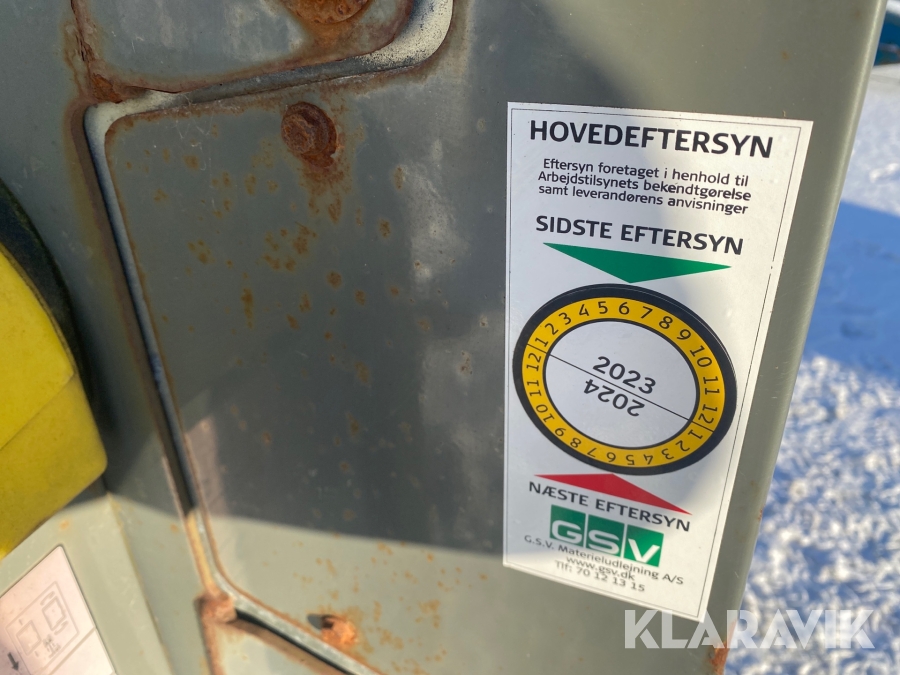 HOVEDEFTERSYN
Eftersyn foretaget i henhold til
Arbejdstilsynets bekendtgørelse
samt leverandørens anvisninger
SIDSTE EFTERSYN
1 2 3 4 5 6 7 8 9 10 11 12
2023
2024
1 2 3 4 5 6 7 8 9 10 11 12
NÆSTE EFTERSYN
GSV
G.S.V. Materieludlejning A/S
www.gsv.dk
Tlf: 70 12 13 15
KLARAVIK